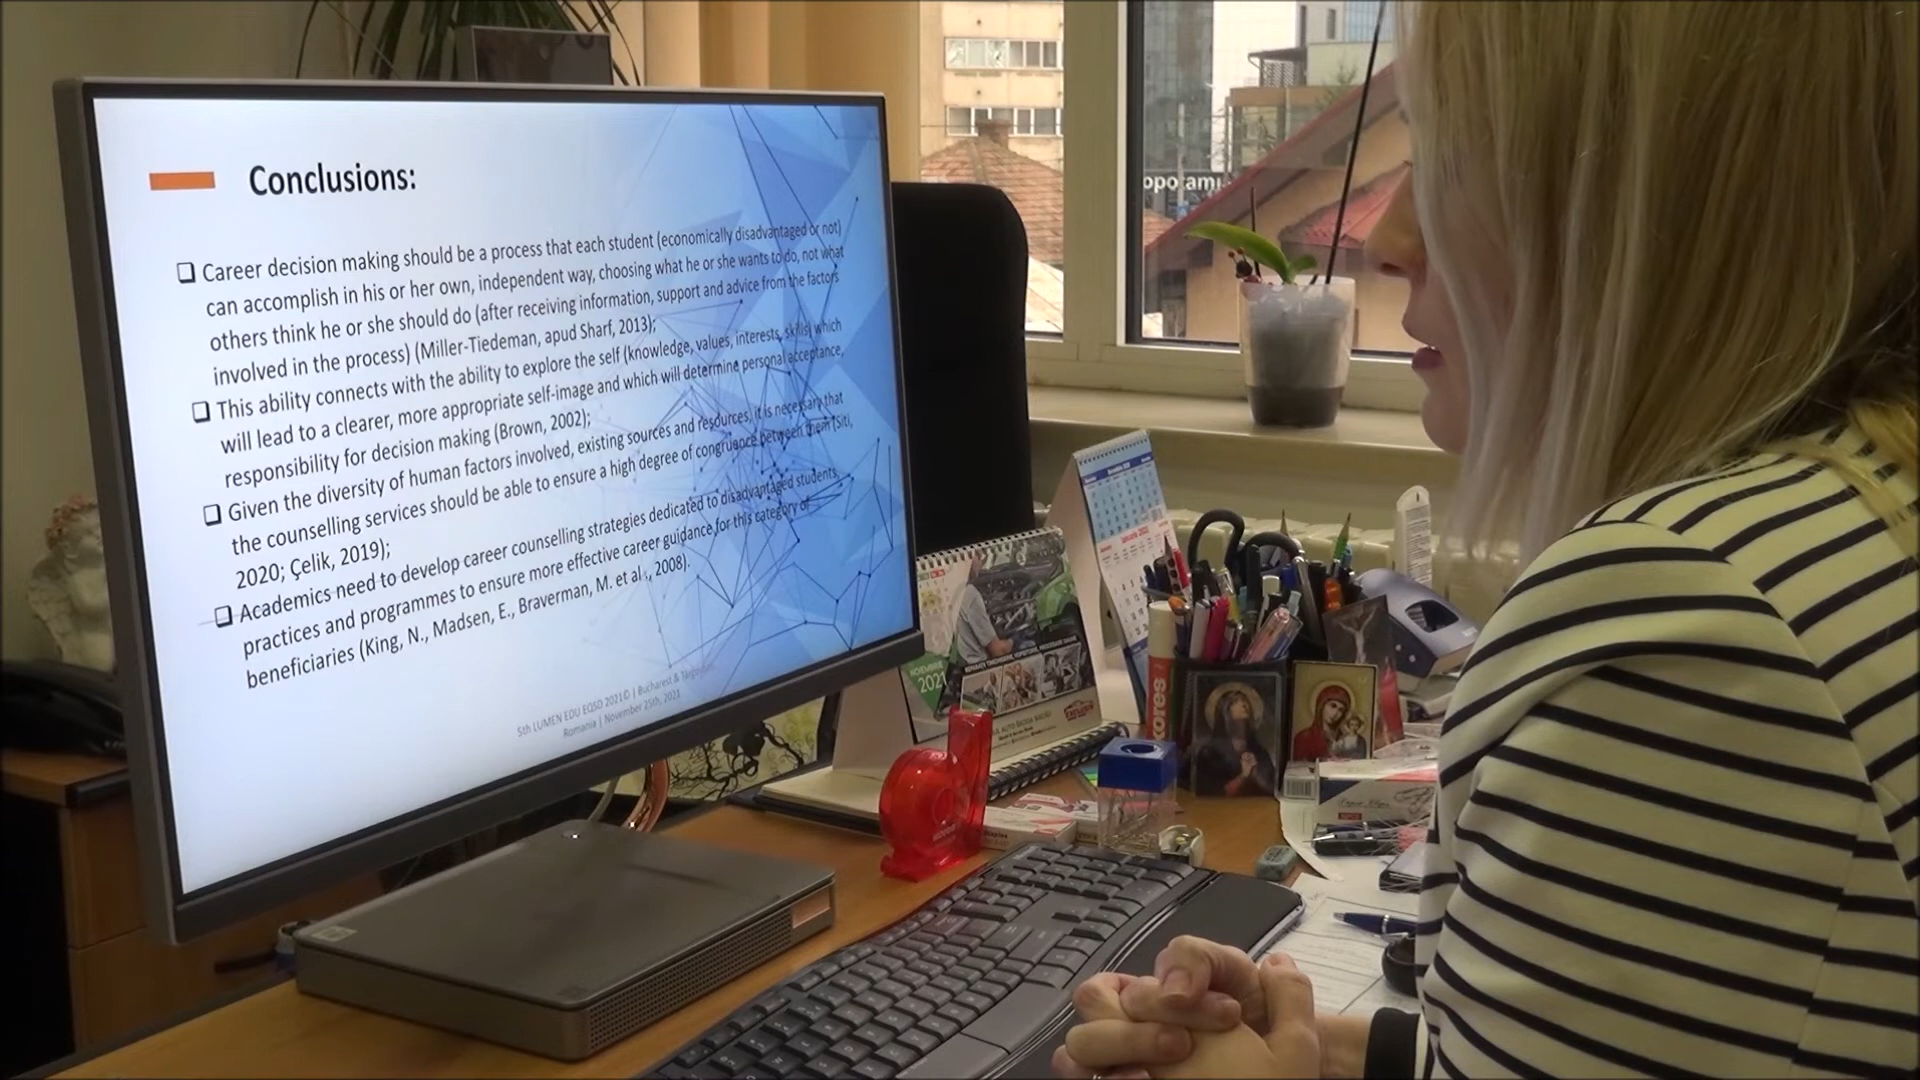 Conclusions:
❑ Career decision making should be a process that each student (economically disadvantaged or not)
can accomplish in his or her own, independent way, choosing what he or she wants to do, not what
others think he or she should do (after receiving information, support and advice from the factors
involved in the process) (Miller-Tiedeman, apud Sharf, 2013);
❑ This ability connects with the ability to explore the self (knowledge, values, interests, skills) which
will lead to a clearer, more appropriate self-image and which will determine personal acceptance,
responsibility for decision making (Brown, 2002);
❑ Given the diversity of human factors involved, existing sources and resources, it is necessary that
the counselling services should be able to ensure a high degree of congruence between them (Siti,
2020; Çelik, 2019);
❑ Academics need to develop career counselling strategies dedicated to disadvantaged students,
practices and programmes to ensure more effective career guidance for this category of
beneficiaries (King, N., Madsen, E., Braverman, M. et al., 2008).
5th LUMEN EDU EQSD 2021© | Bucharest &
Romania | November 25th, 2021
opotami
NOIEMBRIE
2021
kores